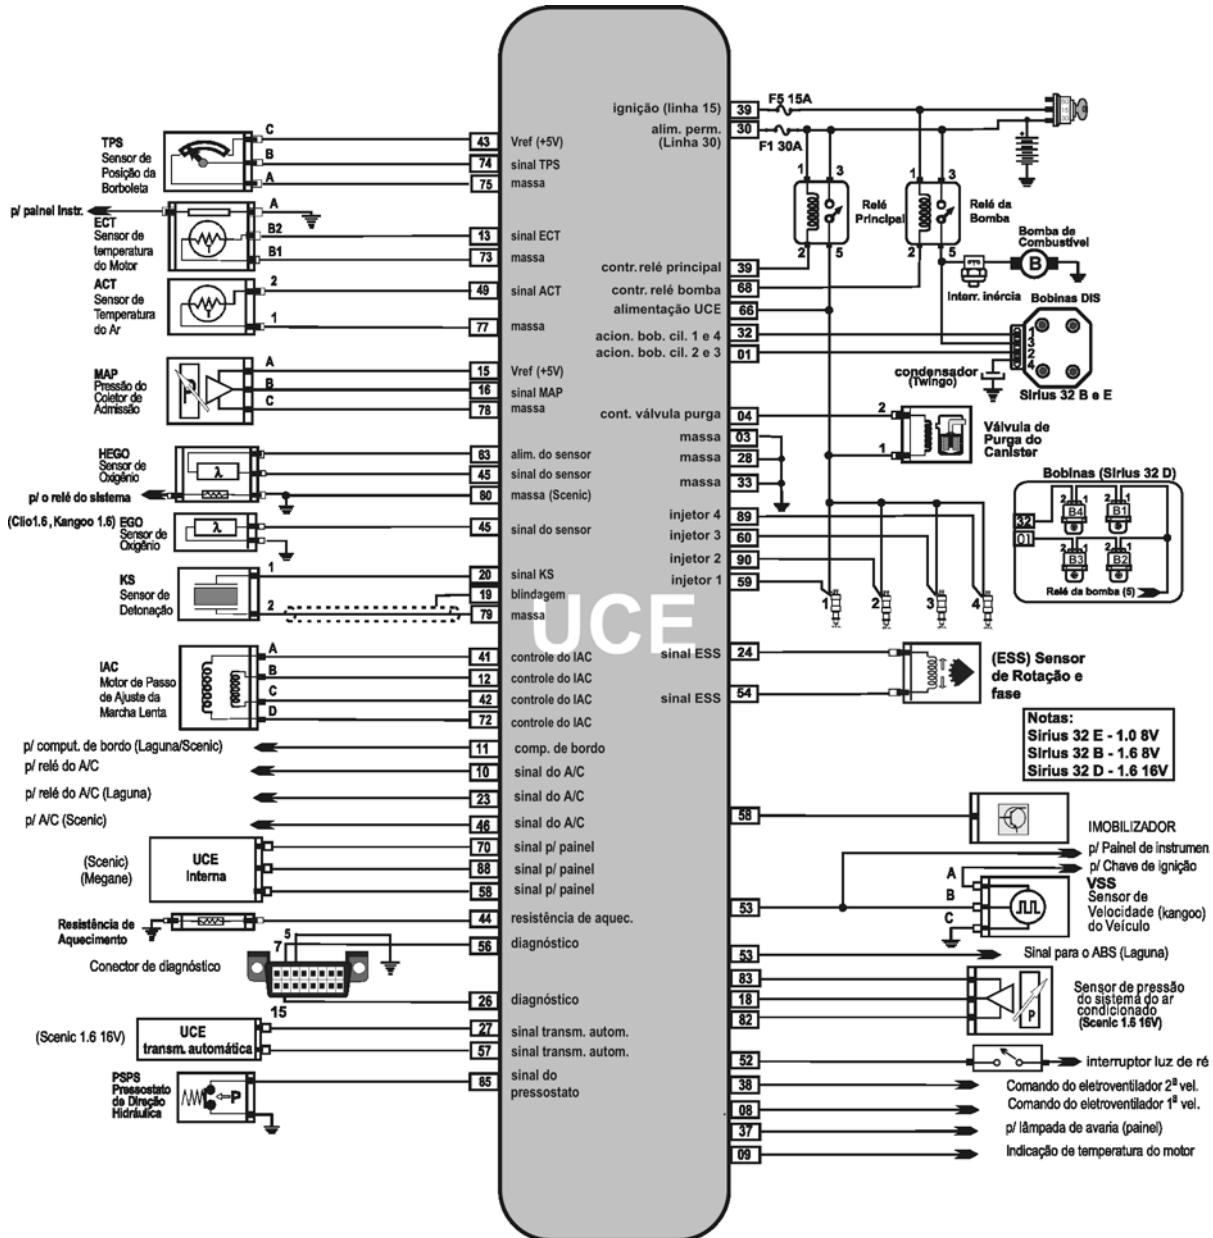 UCE
TPS
Sensor de
Posição da
Borboleta
C
B
A
43 Vref (+5V)
74 sinal TPS
75 massa
p/ painel Instr.
ECT
Sensor de
temperatura
do Motor
A
B2
B1
13 sinal ECT
73 massa
ACT
Sensor de
Temperatura
do Ar
2
1
49 sinal ACT
77 massa
MAP
Pressão do
Coletor de
Admissão
P
A
B
C
15 Vref (+5V)
16 sinal MAP
78 massa
HEGO
Sensor de
Oxigênio
λ
p/ o relé do sistema
63 alim. do sensor
45 sinal do sensor
80 massa (Scenic)
(Clio1.6, Kangoo 1.6) EGO
Sensor de
Oxigênio
λ
45 sinal do sensor
KS
Sensor de
Detonação
1
2
20 sinal KS
19 blindagem
79 massa
IAC
Motor de Passo
de Ajuste da
Marcha Lenta
A
B
C
D
41 controle do IAC
12 controle do IAC
42 controle do IAC
72 controle do IAC
p/ comput. de bordo (Laguna/Scenic)
11 comp. de bordo
p/ relé do A/C
10 sinal do A/C
p/ relé do A/C (Laguna)
23 sinal do A/C
p/ A/C (Scenic)
46 sinal do A/C
(Scenic)
(Megane)
UCE
Interna
70 sinal p/ painel
88 sinal p/ painel
58 sinal p/ painel
Resistência de
Aquecimento
44 resistência de aquec.
Conector de diagnóstico
7
5
15
56 diagnóstico
26 diagnóstico
(Scenic 1.6 16V)
UCE
transm. automática
27 sinal transm. autom.
57 sinal transm. autom.
PSPS
Pressostato
de Direção
Hidráulica
P
85 sinal do
pressostato
ignição (linha 15) 39
F5 15A
alim. perm.
(Linha 30) 30
F1 30A
1
3
2
5
Relé
Principal
1
3
2
5
Relé da
Bomba
Bomba de
Combustível
B
Interr. inércia
contr. relé principal 39
contr. relé bomba 68
alimentação UCE 66
acion. bob. cil. 1 e 4 32
acion. bob. cil. 2 e 3 01
Bobinas DIS
1
3
2
4
condensador
(Twingo)
Sirius 32 B e E
cont. válvula purga 04
2
1
Válvula de
Purga do
Canister
massa 03
massa 28
massa 33
Bobinas (Sirius 32 D)
32
01
2 1
B4
2 1
B1
2 1
B3
2 1
B2
Relé da bomba (5)
injetor 4 89
injetor 3 60
injetor 2 90
injetor 1 59
1
2
3
4
sinal ESS 24
sinal ESS 54
(ESS) Sensor
de Rotação e
fase
Notas:
Sirius 32 E - 1.0 8V
Sirius 32 B - 1.6 8V
Sirius 32 D - 1.6 16V
58
IMOBILIZADOR
p/ Painel de instrumen
p/ Chave de ignição
53
A
B
C
VSS
Sensor de
Velocidade (kangoo)
do Veículo
53
Sinal para o ABS (Laguna)
83
18
82
P
Sensor de pressão
do sistema do ar
condicionado
(Scenic 1.6 16V)
52
interruptor luz de ré
38
Comando do eletroventilador 2ª vel.
08
Comando do eletroventilador 1ª vel.
37
p/ lâmpada de avaria (painel)
09
Indicação de temperatura do motor